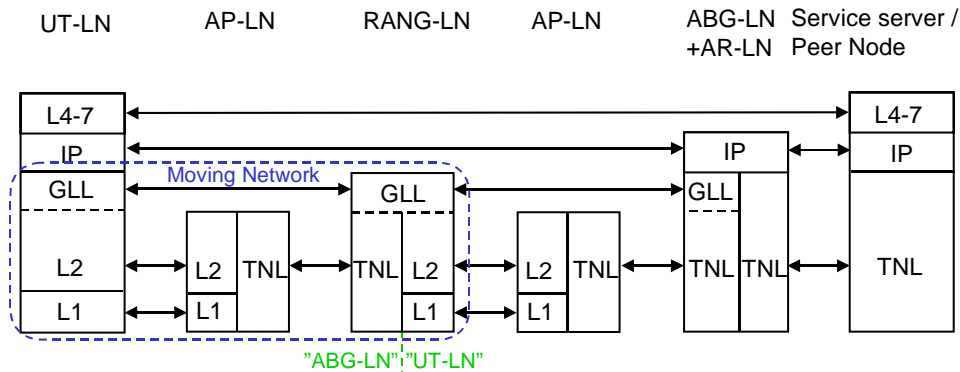 UT-LN AP-LN RANG-LN AP-LN ABG-LN Service server /
+AR-LN Peer Node
L4-7 L4-7
IP IP IP
Moving Network
GLL GLL GLL
L2 L2 TNL TNL L2 L2 TNL TNL TNL TNL
L1 L1 L1 L1
"ABG-LN" "UT-LN"